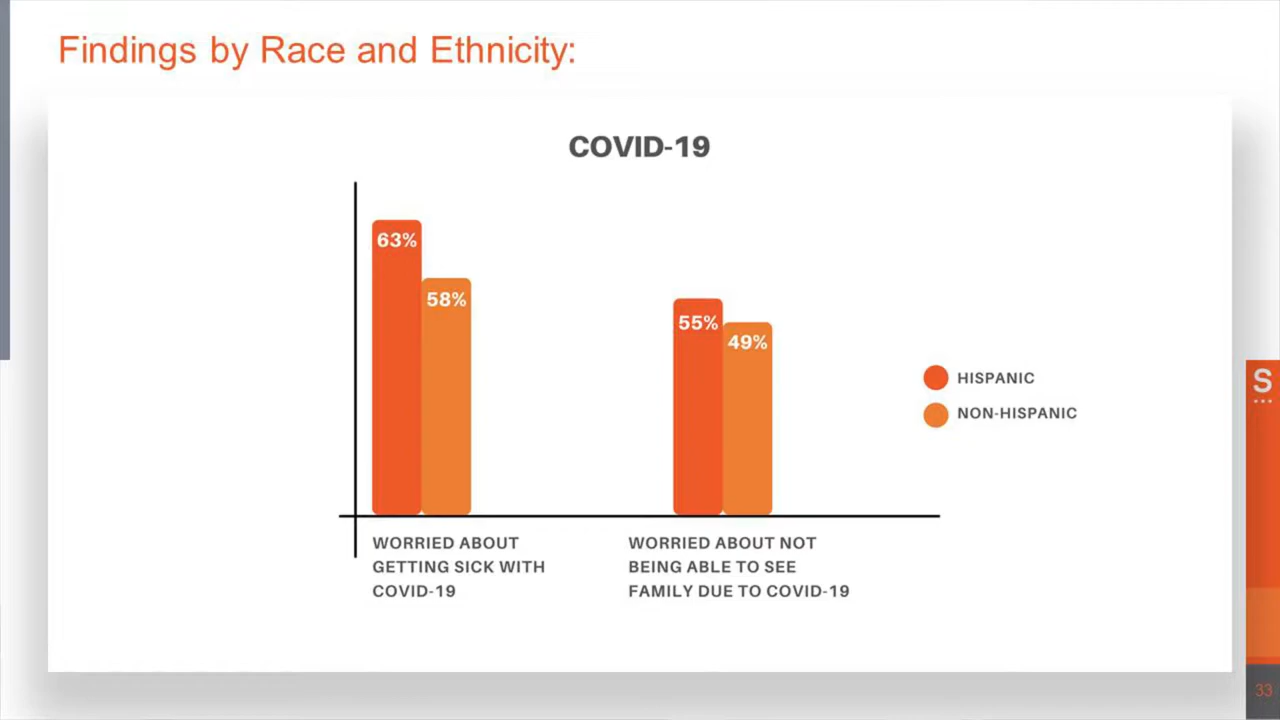 Findings by Race and Ethnicity:
COVID-19
63%
58%
55%
49%
HISPANIC
NON-HISPANIC
WORRIED ABOUT
GETTING SICK WITH
COVID-19
WORRIED ABOUT NOT
BEING ABLE TO SEE
FAMILY DUE TO COVID-19
S
33